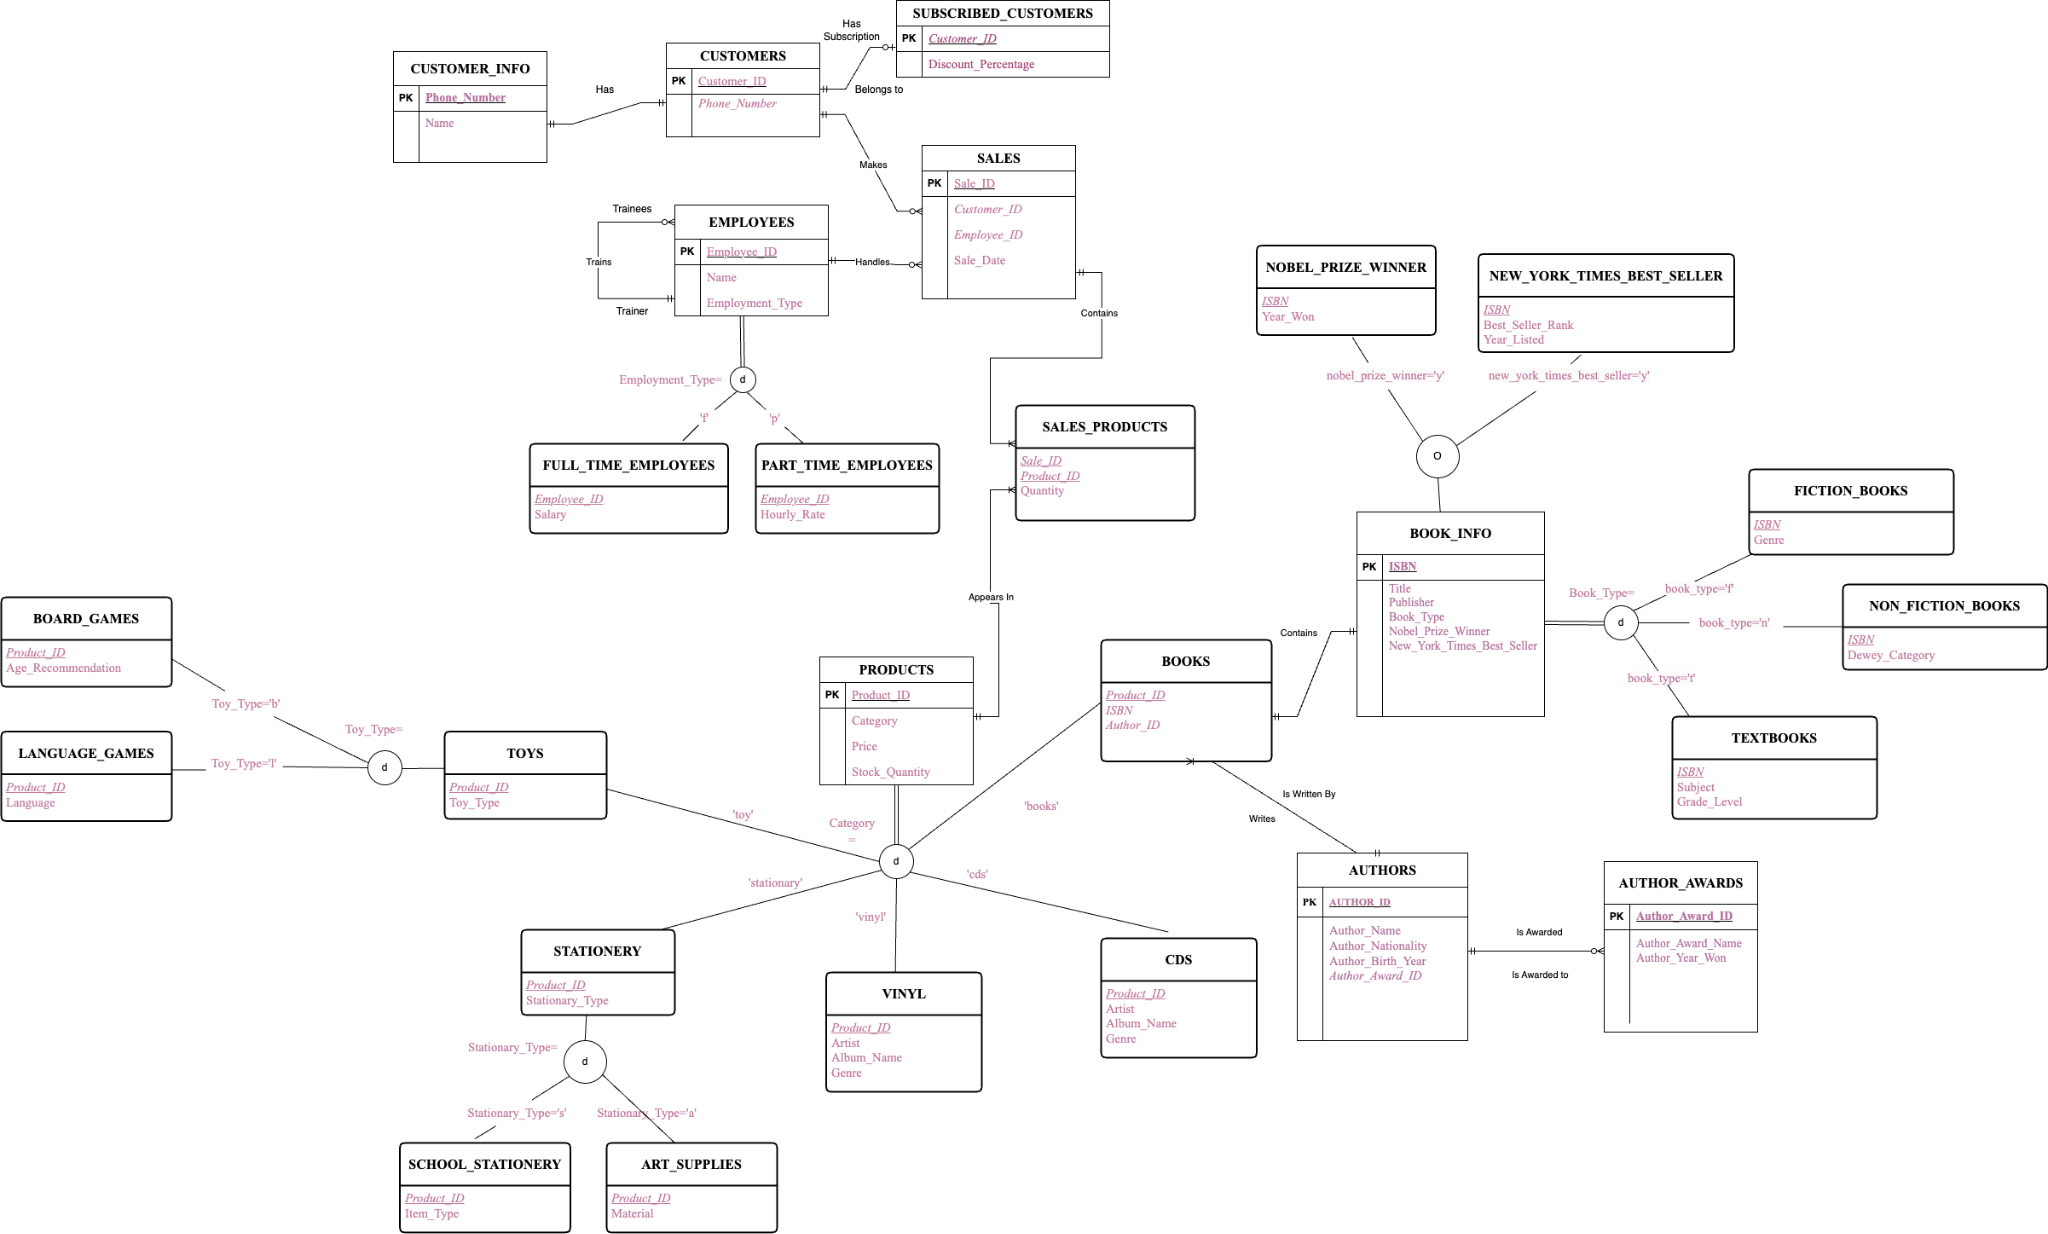 SUBSCRIBED_CUSTOMERS
PK Customer_ID
Discount_Percentage
Has
Subscription
Belongs to
CUSTOMERS
PK Customer_ID
Phone_Number
CUSTOMER_INFO
PK Phone_Number
Name
Has
Makes
SALES
PK Sale_ID
Customer_ID
Employee_ID
Sale_Date
Trainees
Trains
Trainer
EMPLOYEES
PK Employee_ID
Name
Employment_Type
Handles
Contains
Employment_Type=
d
'f'
'p'
FULL_TIME_EMPLOYEES
Employee_ID
Salary
PART_TIME_EMPLOYEES
Employee_ID
Hourly_Rate
SALES_PRODUCTS
Sale_ID
Product_ID
Quantity
Appears In
NOBEL_PRIZE_WINNER
ISBN
Year_Won
NEW_YORK_TIMES_BEST_SELLER
ISBN
Best_Seller_Rank
Year_Listed
nobel_prize_winner='y'
new_york_times_best_seller='y'
O
BOOK_INFO
PK ISBN
Title
Publisher
Book_Type
Nobel_Prize_Winner
New_York_Times_Best_Seller
Book_Type=
d
book_type='f'
book_type='n'
book_type='t'
FICTION_BOOKS
ISBN
Genre
NON_FICTION_BOOKS
ISBN
Dewey_Category
TEXTBOOKS
ISBN
Subject
Grade_Level
BOARD_GAMES
Product_ID
Age_Recommendation
Toy_Type='b'
LANGUAGE_GAMES
Product_ID
Language
Toy_Type='l'
Toy_Type=
d
TOYS
Product_ID
Toy_Type
PRODUCTS
PK Product_ID
Category
Price
Stock_Quantity
BOOKS
Product_ID
ISBN
Author_ID
Contains
'toy'
Category
=
'books'
d
'stationary'
'vinyl'
'cds'
Is Written By
Writes
AUTHORS
PK AUTHOR_ID
Author_Name
Author_Nationality
Author_Birth_Year
Author_Award_ID
Is Awarded
Is Awarded to
AUTHOR_AWARDS
PK Author_Award_ID
Author_Award_Name
Author_Year_Won
STATIONERY
Product_ID
Stationary_Type
VINYL
Product_ID
Artist
Album_Name
Genre
CDS
Product_ID
Artist
Album_Name
Genre
Stationary_Type=
d
Stationary_Type='s'
Stationary_Type='a'
SCHOOL_STATIONERY
Product_ID
Item_Type
ART_SUPPLIES
Product_ID
Material